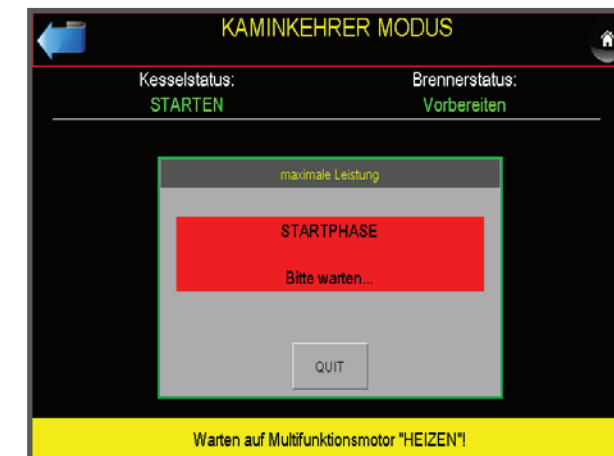 KAMINKEHRER MODUS
Kesselstatus: Brennerstatus:
STARTEN Vorbereiten
maximale Leistung
STARTPHASE
Bitte warten...
QUIT
Warten auf Multifunktionsmotor "HEIZEN"!